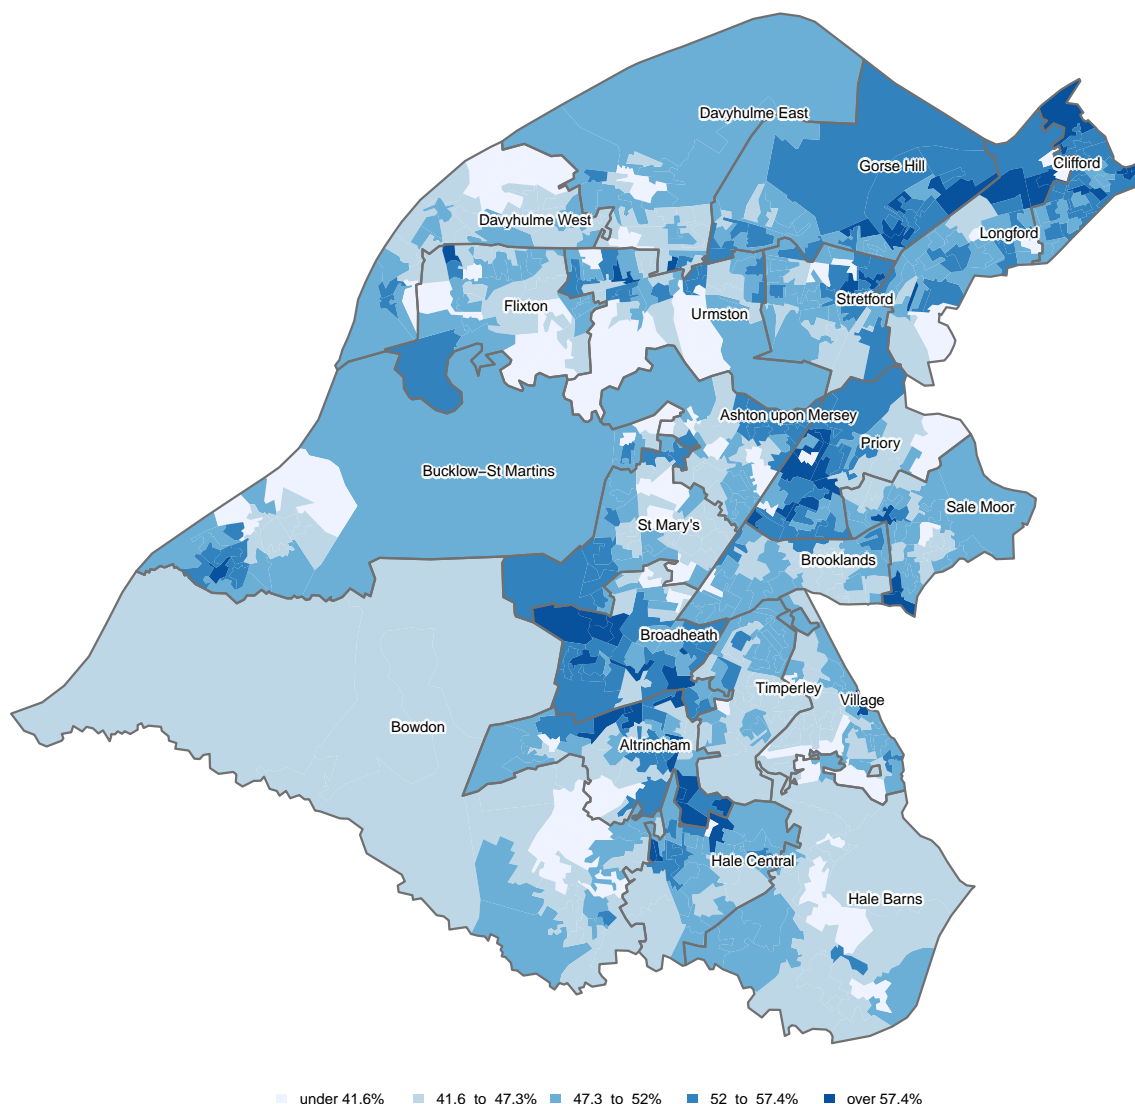 Davyhulme East
Gorse Hill
Clifford
Davyhulme West
Longford
Stretford
Flixton
Urmston
Ashton upon Mersey
Priory
Bucklow–St Martins
Sale Moor
St Mary's
Brooklands
Broadheath
Timperley
Village
Bowdon
Altrincham
Hale Central
Hale Barns
under 41.6% 41.6 to 47.3% 47.3 to 52% 52 to 57.4% over 57.4%